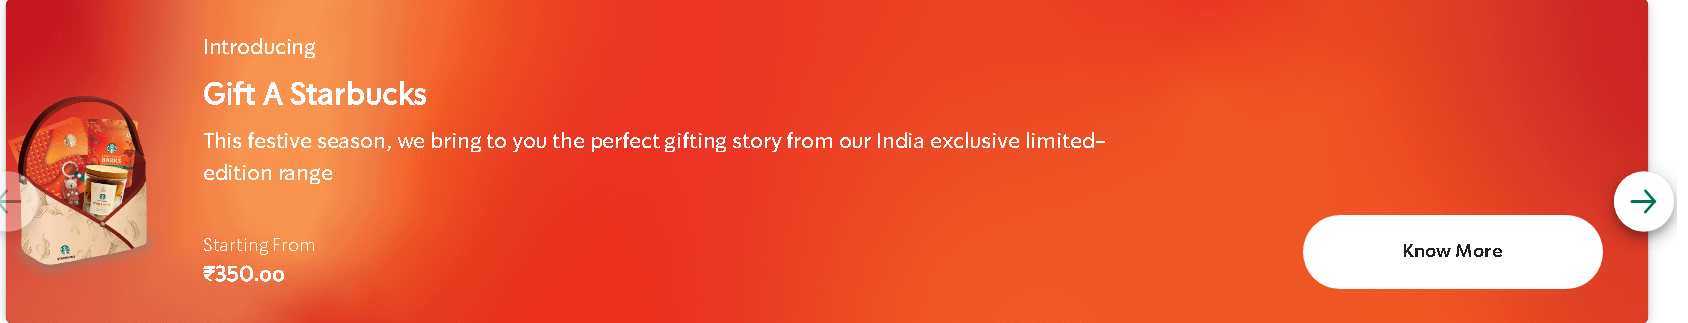 Introducing
Gift A Starbucks
This festive season, we bring to you the perfect gifting story from our India exclusive limited-
edition range
Starting From
₹350.00
Know More